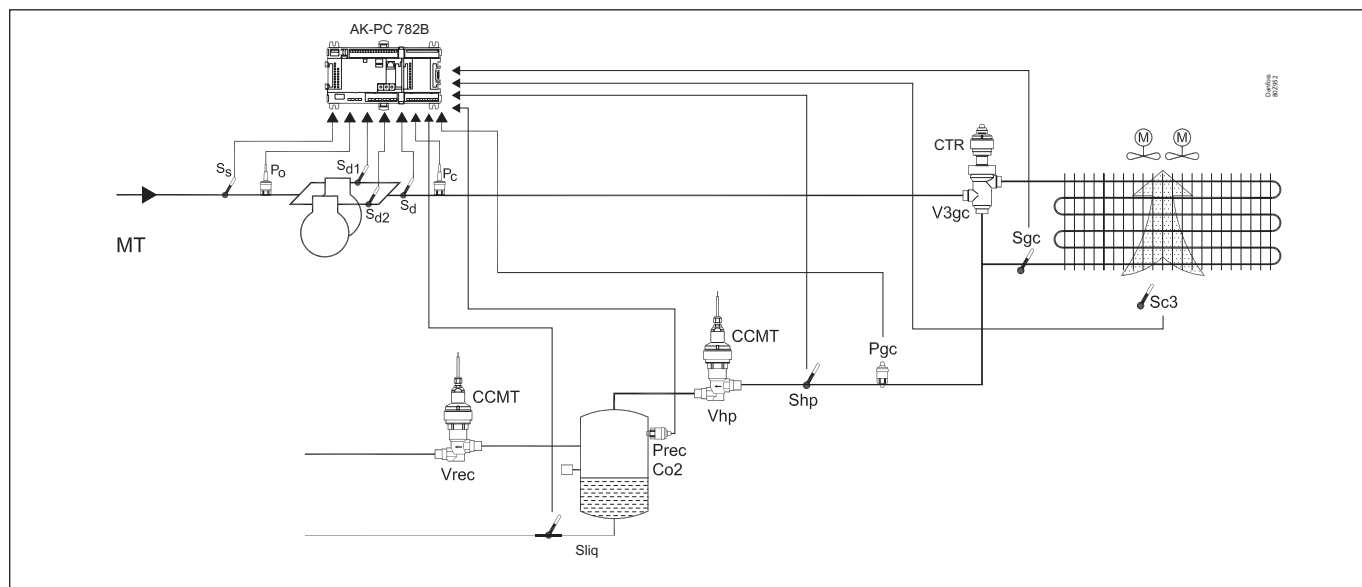 AK-PC 782B
Danfoss
80Z952
M M
CTR
Ss
Po
Sd1
Sd2
Sd
Pc
V3gc
Sgc
MT
Sc3
CCMT
Pgc
CCMT
Vhp
Shp
Prec
Co2
Vrec
Sliq